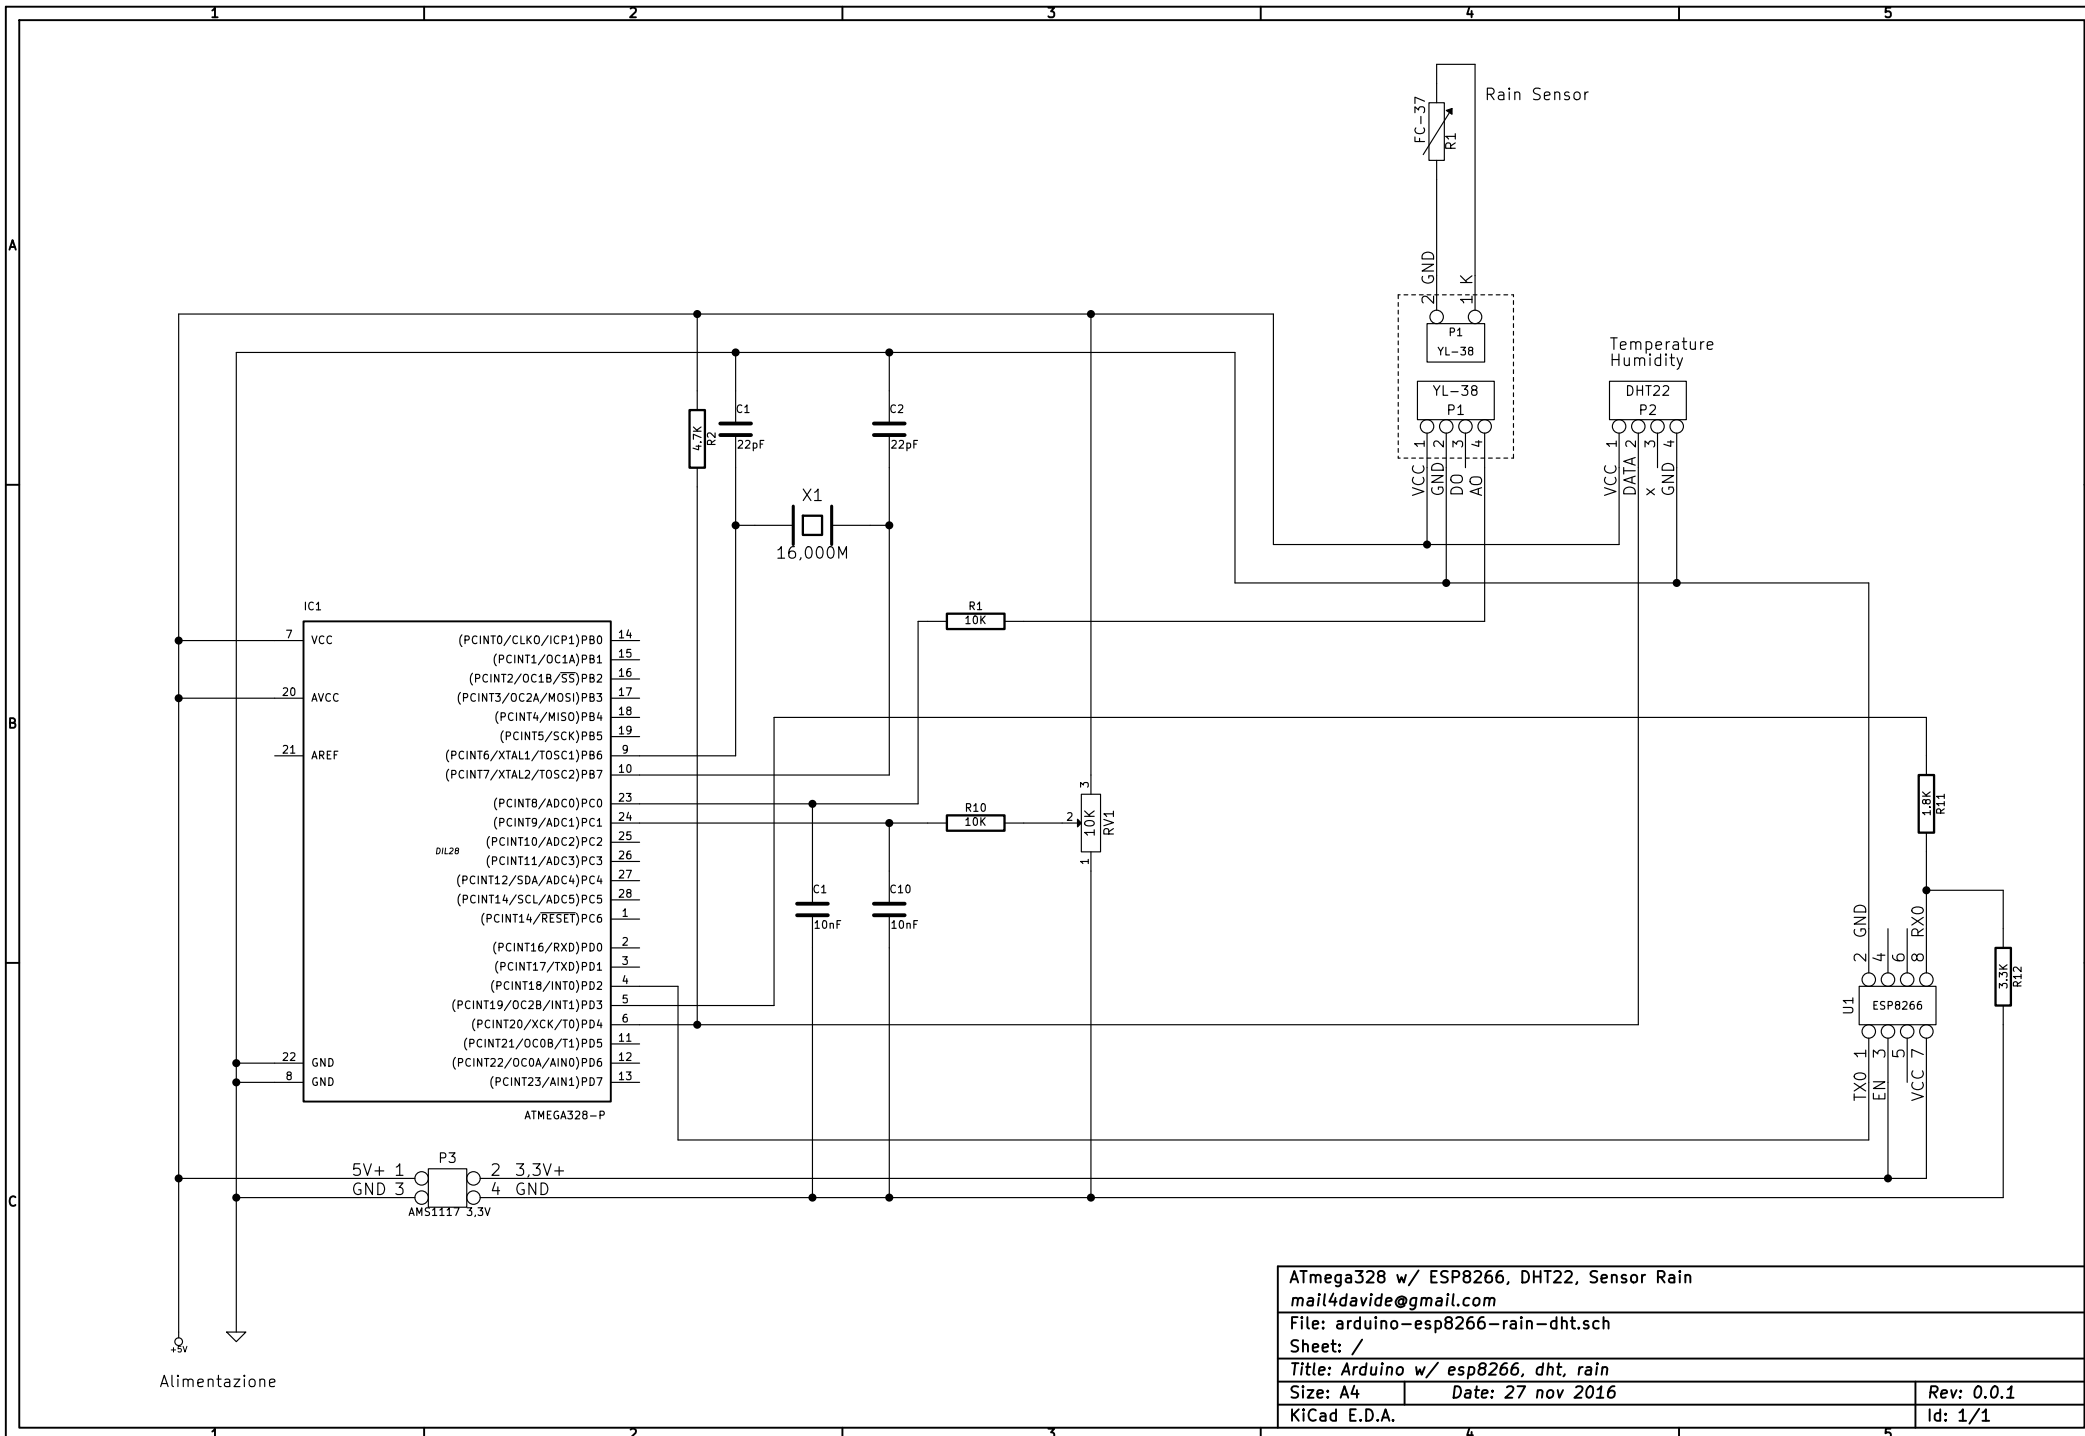 1 2 3 4 5
A
B
C
Rain Sensor
FC-37
R1
2 GND
1 K
P1
YL-38
YL-38
P1
1 2 3 4
VCC
GND
DO
AO
Temperature
Humidity
DHT22
P2
1 2 3 4
VCC
DATA
x
GND
4.7K
R2
C1
22pF
C2
22pF
X1
16,000M
R1
10K
IC1
7 VCC
20 AVCC
21 AREF
22 GND
8 GND
(PCINT0/CLKO/ICP1)PB0 14
(PCINT1/OC1A)PB1 15
(PCINT2/OC1B/SS)PB2 16
(PCINT3/OC2A/MOSI)PB3 17
(PCINT4/MISO)PB4 18
(PCINT5/SCK)PB5 19
(PCINT6/XTAL1/TOSC1)PB6 9
(PCINT7/XTAL2/TOSC2)PB7 10
(PCINT8/ADC0)PC0 23
(PCINT9/ADC1)PC1 24
(PCINT10/ADC2)PC2 25
(PCINT11/ADC3)PC3 26
(PCINT12/SDA/ADC4)PC4 27
(PCINT14/SCL/ADC5)PC5 28
(PCINT14/RESET)PC6 1
(PCINT16/RXD)PD0 2
(PCINT17/TXD)PD1 3
(PCINT18/INT0)PD2 4
(PCINT19/OC2B/INT1)PD3 5
(PCINT20/XCK/T0)PD4 6
(PCINT21/OC0B/T1)PD5 11
(PCINT22/OC0A/AIN0)PD6 12
(PCINT23/AIN1)PD7 13
DIL28
ATMEGA328-P
R10
10K
3
2
1
10K
RV1
C1
10nF
C10
10nF
1.8K
R11
3.3K
R12
2 GND
4
6
8 RX0
U1
ESP8266
TX0 1
EN 3
5
VCC 7
P3
5V+ 1
GND 3
2 3,3V+
4 GND
AMS1117 3,3V
+5V
Alimentazione
ATmega328 w/ ESP8266, DHT22, Sensor Rain
mail4davide@gmail.com
File: arduino-esp8266-rain-dht.sch
Sheet: /
Title: Arduino w/ esp8266, dht, rain
Size: A4 Date: 27 nov 2016 Rev: 0.0.1
KiCad E.D.A. Id: 1/1
1 2 3 4 5